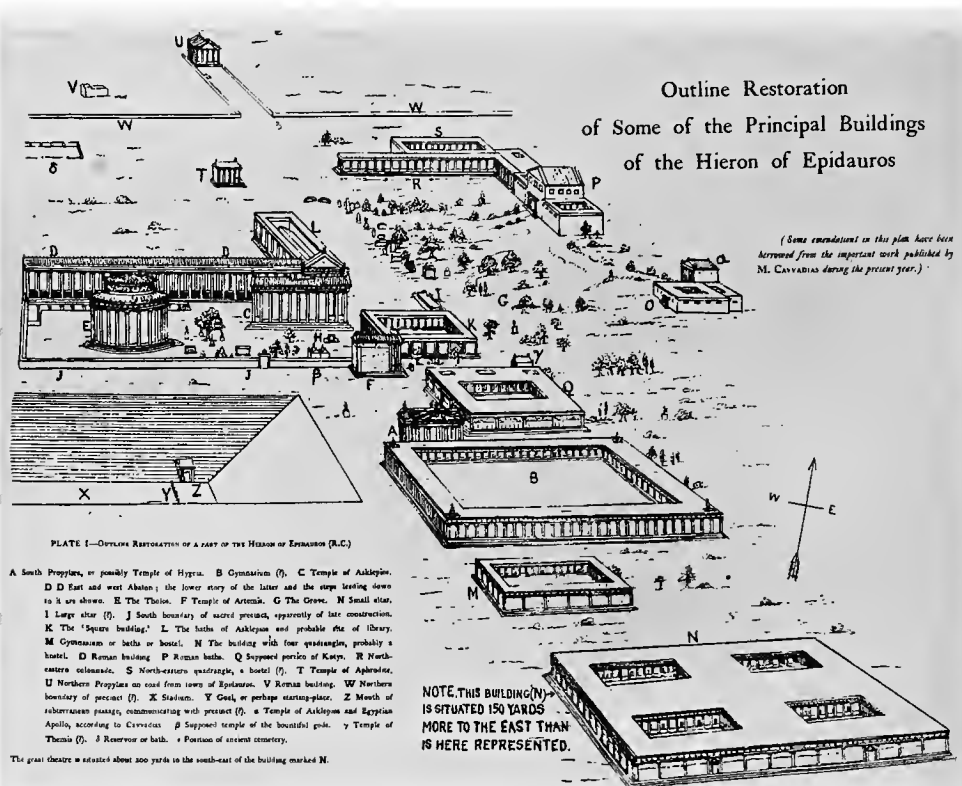 Outline Restoration
of Some of the Principal Buildings
of the Hieron of Epidauros
(Some emendations in this plan have been
borrowed from the important work published by
M. CAVVADIAS during the present year.)
U
V
W
W
δ
T
S
R
P
L
D
D
C
E
H
I
K
G
α
O
J
J
β
F
γ
Q
A
B
X
Y
Z
W
E
M
N
NOTE, THIS BUILDING (N)
IS SITUATED 150 YARDS
MORE TO THE EAST THAN
IS HERE REPRESENTED.
PLATE I—OUTLINE RESTORATION OF A PART OF THE HIERON OF EPIDAUROS (R.C.)
A South Propylæa, or possibly Temple of Hygeia. B Gymnasium (?). C Temple of Asklepios.
D D East and west Abaton; the lower story of the latter and the steps leading down
to it are shown. E The Tholos. F Temple of Artemis. G The Grove. Small altar.
I Large altar (?). J South boundary of sacred precinct, apparently of late construction.
K The 'Square building.' L The baths of Asklepios and probable site of library.
M Gymnasium or baths or hostel. N The building with four quadrangles, probably a
hostel. Roman building P Roman baths. Q Supposed portico of Kotys. R North-
eastern colonnade. S North-eastern quadrangle, a hostel (?). T Temple of Aphrodite.
U Northern Propylæa on road from town of Epidauros. V Roman building. W Northern
boundary of precinct (?). X Stadium. Y Goal, or perhaps starting-place. Z Mouth of
subterranean passage, communicating with precinct (?). α Temple of Asklepios and Egyptian
Apollo, according to Cavvadias β Supposed temple of the bountiful gods. γ Temple of
Themis (?). δ Reservoir or bath. Position of ancient cemetery.
The great theatre is situated about 200 yards to the south-east of the building marked N.